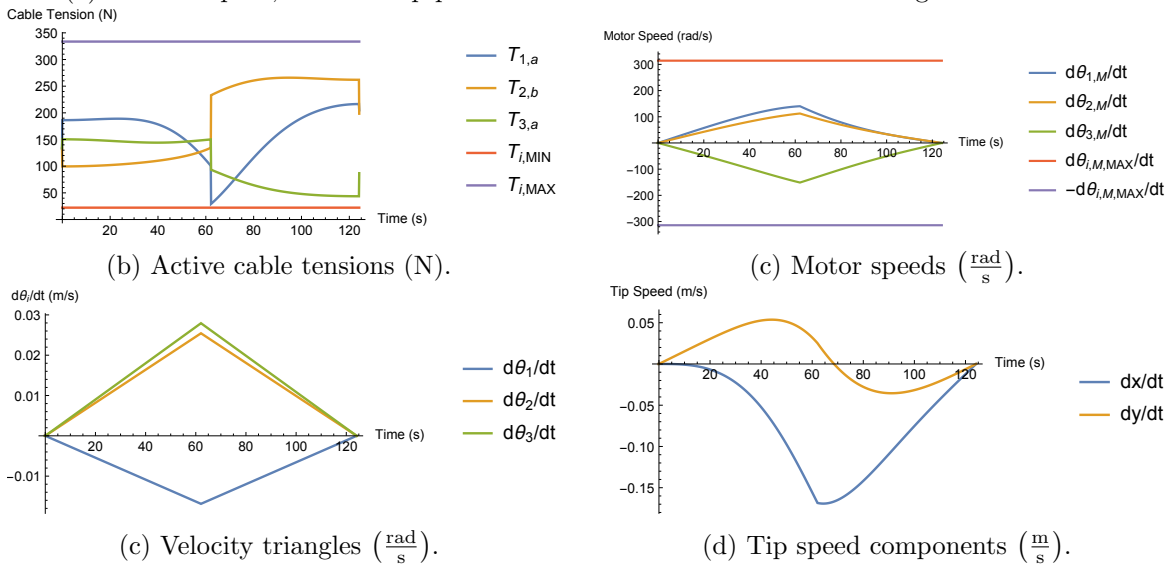 Cable Tension (N)
350
300
250
200
150
100
50
20 40 60 80 100 120
Time (s)
T1,a
T2,b
T3,a
Ti,MIN
Ti,MAX
(b) Active cable tensions (N).
Motor Speed (rad/s)
300
200
100
-100
-200
-300
20 40 60 80 100 120
Time (s)
dθ1,M/dt
dθ2,M/dt
dθ3,M/dt
dθi,M,MAX/dt
-dθi,M,MAX/dt
(c) Motor speeds (rad/s).
dθi/dt (m/s)
0.03
0.02
0.01
-0.01
20 40 60 80 100 120
Time (s)
dθ1/dt
dθ2/dt
dθ3/dt
(c) Velocity triangles (rad/s).
Tip Speed (m/s)
0.05
-0.05
-0.10
-0.15
20 40 60 80 100 120
Time (s)
dx/dt
dy/dt
(d) Tip speed components (m/s).